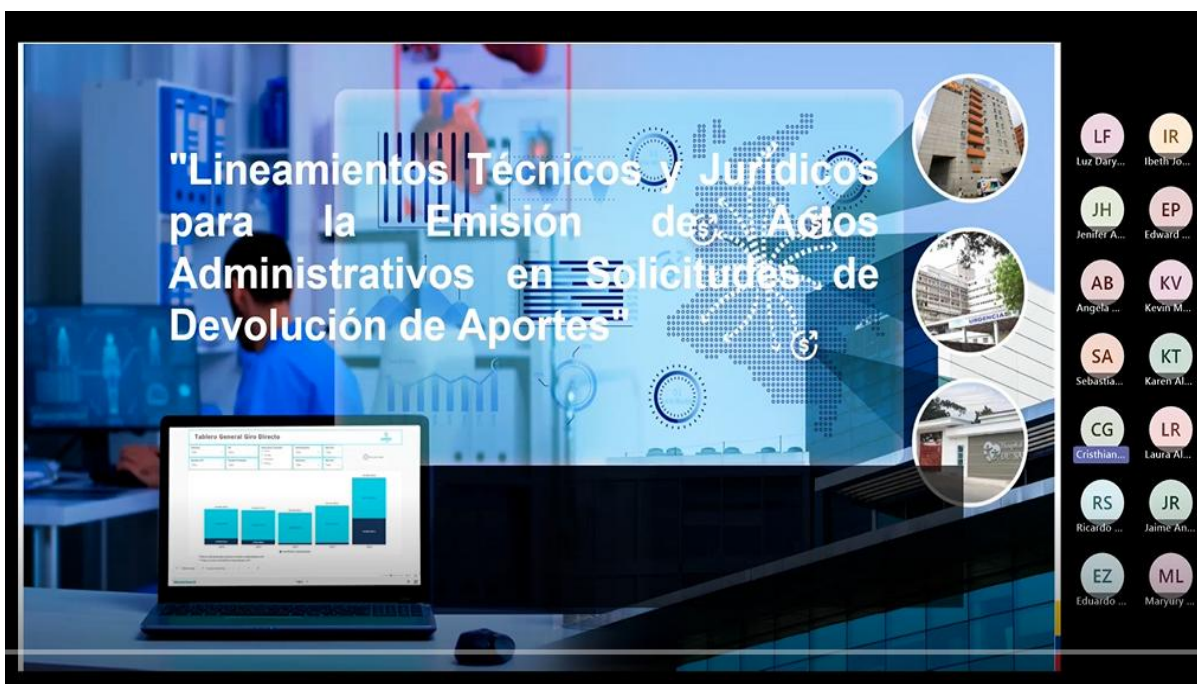 "Lineamientos Técnicos y Jurídicos
para la Emisión de Actos
Administrativos en Solicitudes de
Devolución de Aportes"
URGENCIAS
Tablero General Giro Directo
LF
IR
Luz Dary...
Ibeth Jo...
JH
EP
Jenifer A...
Edward ...
AB
KV
Angela ...
Kevin M...
SA
KT
Sebastia...
Karen Al...
CG
LR
Cristhian...
Laura Al...
RS
JR
Ricardo ...
Jaime An...
EZ
ML
Eduardo ...
Maryury ...